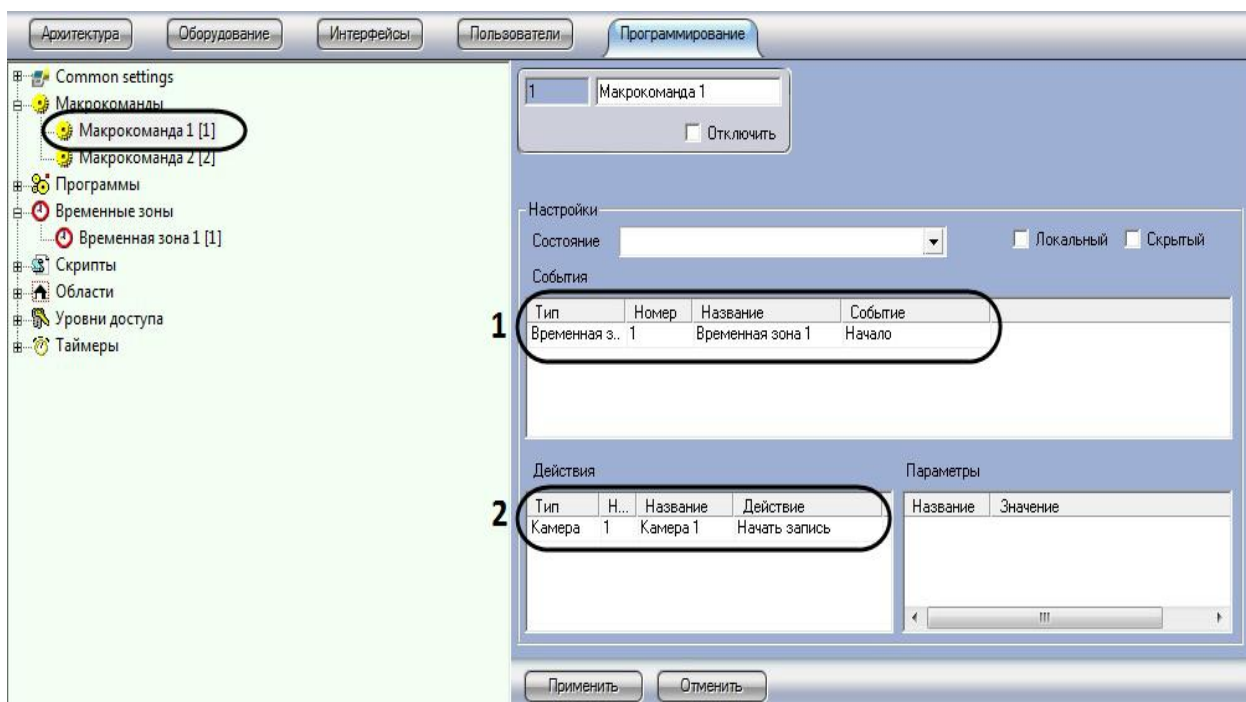 Архитектура Оборудование Интерфейсы Пользователи Программирование
Common settings
Макрокоманды
Макрокоманда 1 [1]
Макрокоманда 2 [2]
Программы
Временные зоны
Временная зона 1 [1]
Скрипты
Области
Уровни доступа
Таймеры
1 Макрокоманда 1
Отключить
Настройки
Состояние Локальный Скрытый
События
1
Тип Номер Название Событие
Временная з.. 1 Временная зона 1 Начало
Действия Параметры
2
Тип Н... Название Действие Название Значение
Камера 1 Камера 1 Начать запись
Применить Отменить